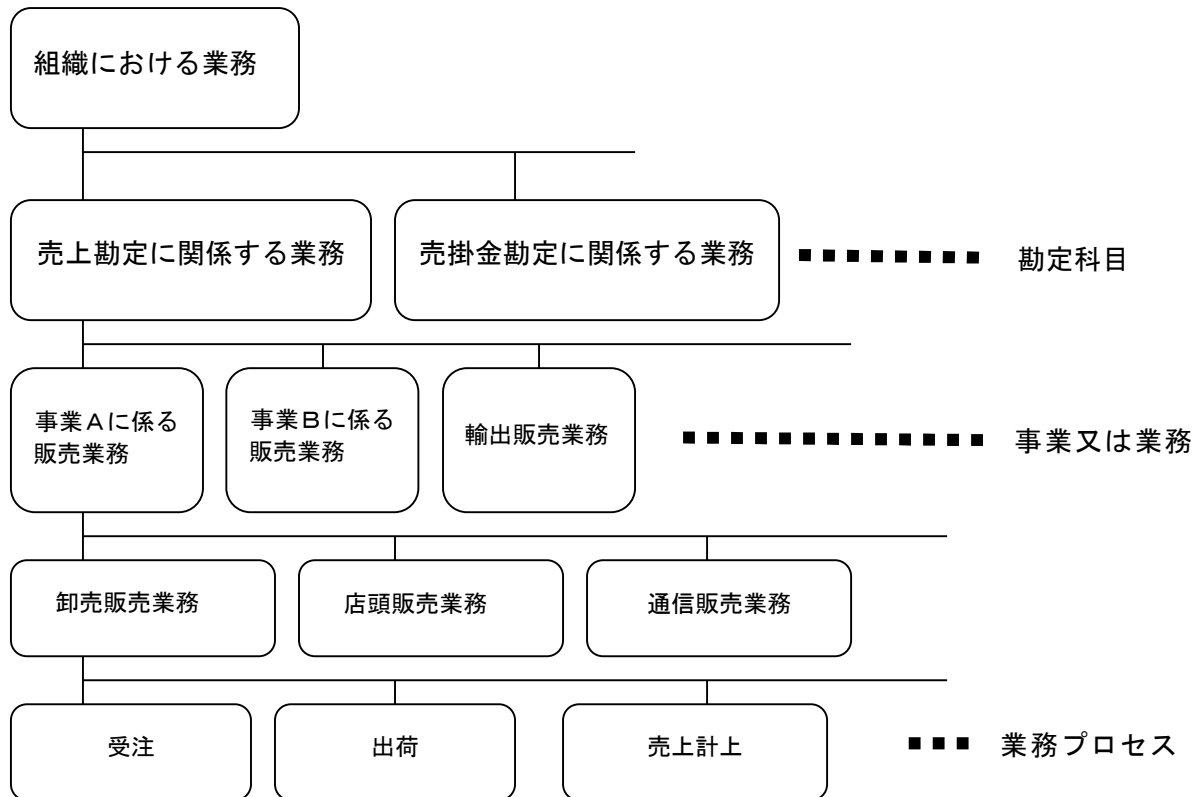 組織における業務
売上勘定に関係する業務
売掛金勘定に関係する業務
勘定科目
事業Aに係る
販売業務
事業Bに係る
販売業務
輸出販売業務
事業又は業務
卸売販売業務
店頭販売業務
通信販売業務
受注
出荷
売上計上
業務プロセス